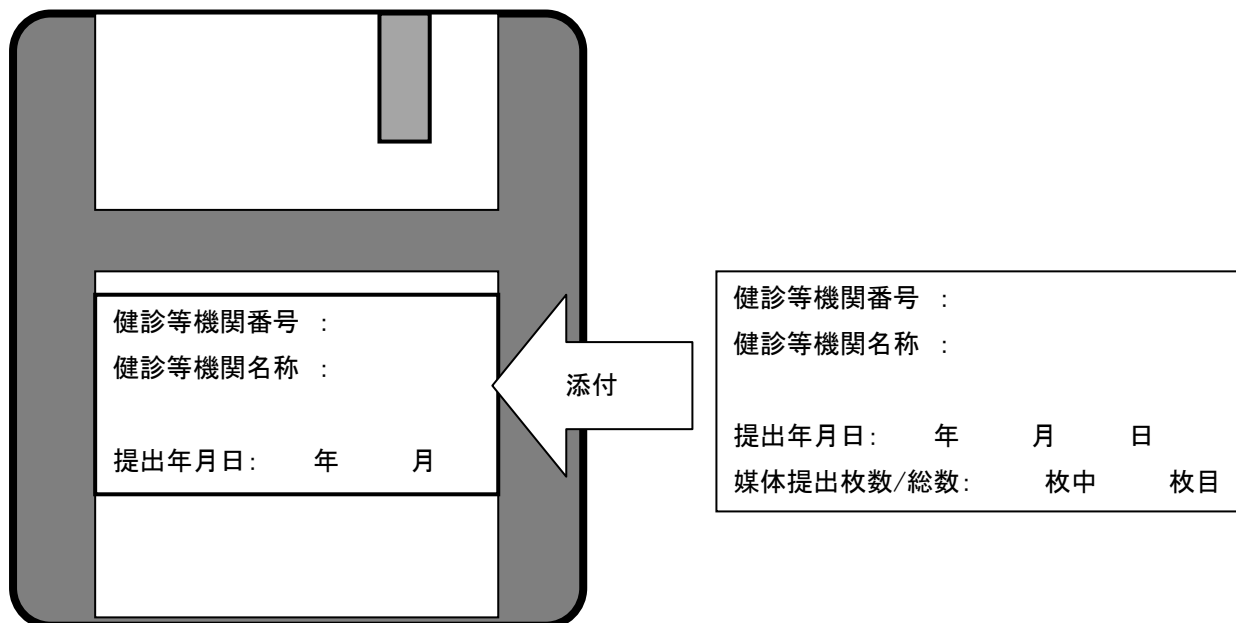 健診等機関番号 :
健診等機関名称 :
提出年月日: 年 月
添付
健診等機関番号 :
健診等機関名称 :
提出年月日: 年 月 日
媒体提出枚数/総数: 枚中 枚目